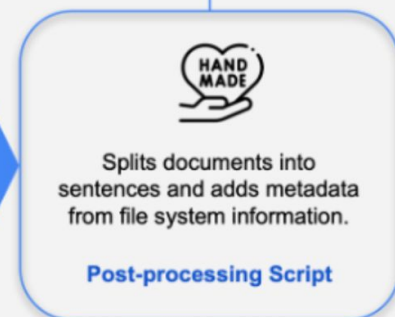 HAND
MADE
Splits documents into
sentences and adds metadata
from file system information.
Post-processing Script